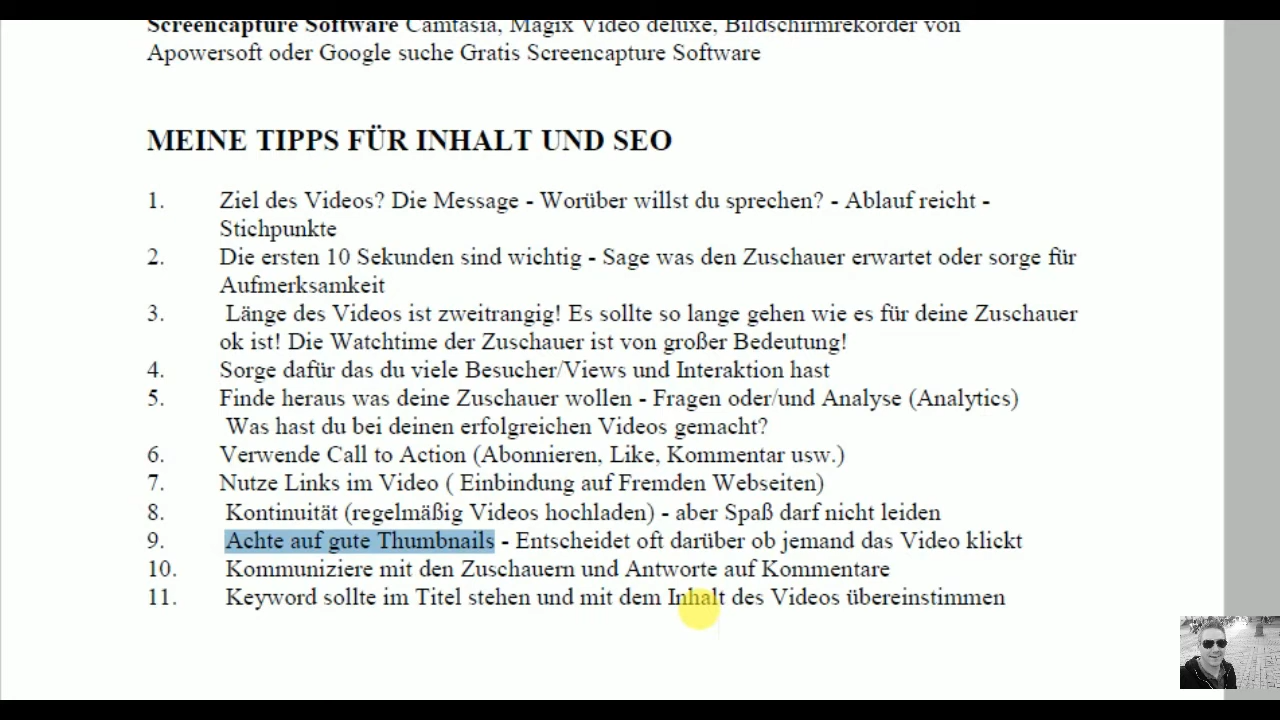 Screencapture Software Camtasia, Magix Video deluxe, Bildschirmrekorder von
Apowersoft oder Google suche Gratis Screencapture Software
MEINE TIPPS FÜR INHALT UND SEO
1. Ziel des Videos? Die Message - Worüber willst du sprechen? - Ablauf reicht -
Stichpunkte
2. Die ersten 10 Sekunden sind wichtig - Sage was den Zuschauer erwartet oder sorge für
Aufmerksamkeit
3. Länge des Videos ist zweitrangig! Es sollte so lange gehen wie es für deine Zuschauer
ok ist! Die Watchtime der Zuschauer ist von großer Bedeutung!
4. Sorge dafür das du viele Besucher/Views und Interaktion hast
5. Finde heraus was deine Zuschauer wollen - Fragen oder/und Analyse (Analytics)
Was hast du bei deinen erfolgreichen Videos gemacht?
6. Verwende Call to Action (Abonnieren, Like, Kommentar usw.)
7. Nutze Links im Video ( Einbindung auf Fremden Webseiten)
8. Kontinuität (regelmäßig Videos hochladen) - aber Spaß darf nicht leiden
9. Achte auf gute Thumbnails - Entscheidet oft darüber ob jemand das Video klickt
10. Kommuniziere mit den Zuschauern und Antworte auf Kommentare
11. Keyword sollte im Titel stehen und mit dem Inhalt des Videos übereinstimmen